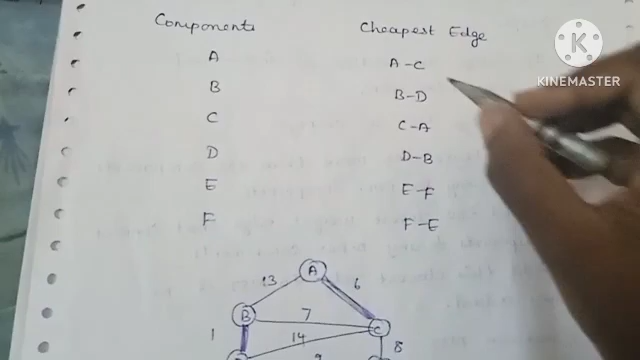 Components Cheapest Edge
A A-C
B B-D
C C-A
D D-B
E E-F
F F-E
A
13 6
B 7 C
1 14 8
K
KINEMASTER